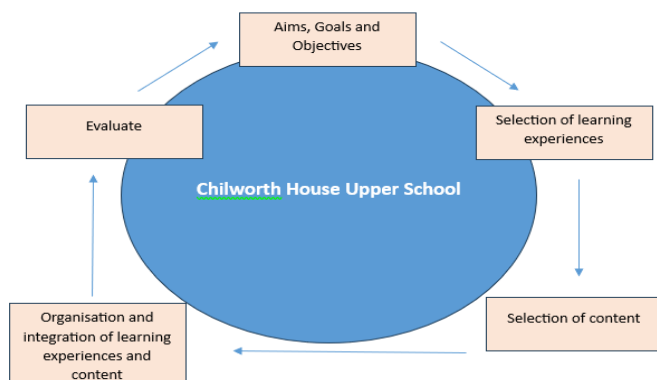 Aims, Goals and
Objectives
Selection of learning
experiences
Evaluate
Chilworth House Upper School
Selection of content
Organisation and
integration of learning
experiences and
content